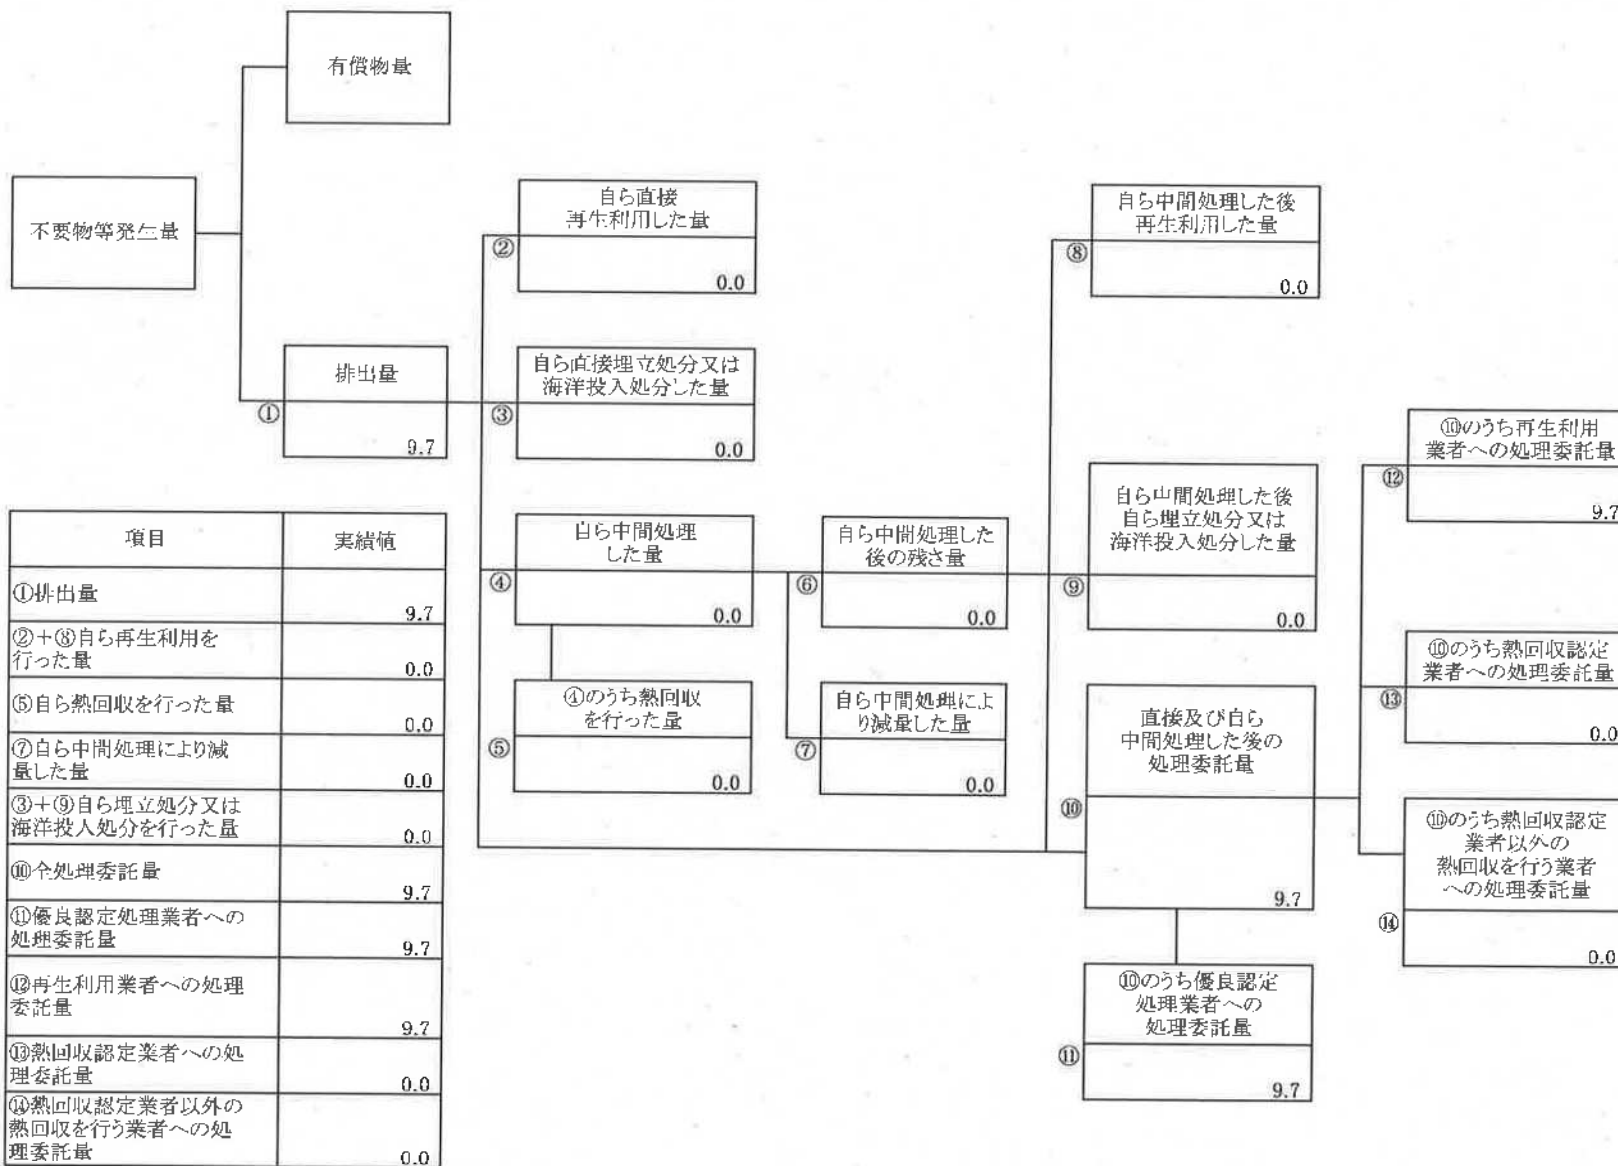 有償物量
不要物等発生量
排出量
①
9.7
自ら直接
再生利用した量
②
0.0
自ら直接埋立処分又は
海洋投入処分した量
③
0.0
自ら中間処理
した量
④
0.0
④のうち熱回収
を行った量
⑤
0.0
自ら中間処理した
後の残さ量
⑥
0.0
自ら中間処理によ
り減量した量
⑦
0.0
自ら中間処理した後
再生利用した量
⑧
0.0
自ら中間処理した後
自ら埋立処分又は
海洋投入処分した量
⑨
0.0
直接及び自ら
中間処理した後の
処理委託量
⑩
9.7
⑩のうち優良認定
処理業者への
処理委託量
⑪
9.7
⑩のうち再生利用
業者への処理委託量
⑫
9.7
⑩のうち熱回収認定
業者への処理委託量
⑬
0.0
⑩のうち熱回収認定
業者以外の
熱回収を行う業者
への処理委託量
⑭
0.0
項目 実績値
①排出量
9.7
②+⑧自ら再生利用を
行った量
0.0
⑤自ら熱回収を行った量
0.0
⑦自ら中間処理により減
量した量
0.0
③+⑨自ら埋立処分又は
海洋投入処分を行った量
0.0
⑩全処理委託量
9.7
⑪優良認定処理業者への
処理委託量
9.7
⑫再生利用業者への処理
委託量
9.7
⑬熱回収認定業者への処
理委託量
0.0
⑭熱回収認定業者以外の
熱回収を行う業者への処
理委託量
0.0